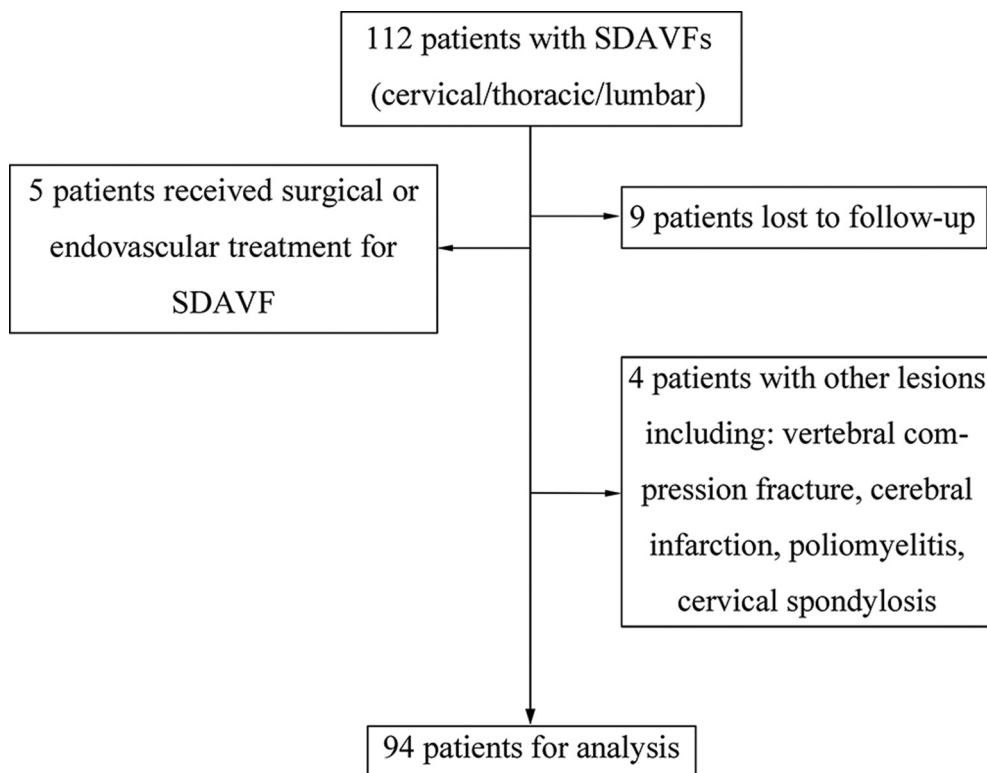 112 patients with SDAVFs
(cervical/thoracic/lumbar)
5 patients received surgical or
endovascular treatment for
SDAVF
9 patients lost to follow-up
4 patients with other lesions
including: vertebral com-
pression fracture, cerebral
infarction, poliomyelitis,
cervical spondylosis
94 patients for analysis